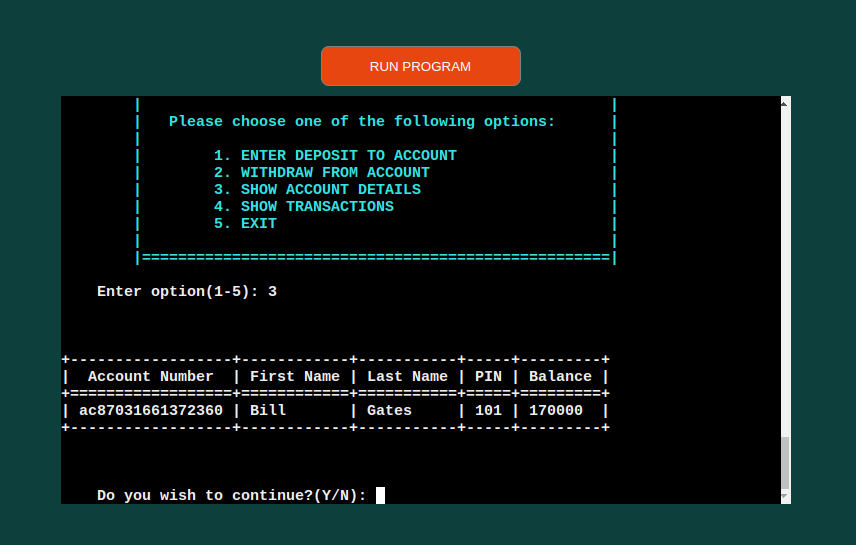 RUN PROGRAM
|                                                    |
|   Please choose one of the following options:      |
|                                                    |
|        1. ENTER DEPOSIT TO ACCOUNT                 |
|        2. WITHDRAW FROM ACCOUNT                    |
|        3. SHOW ACCOUNT DETAILS                     |
|        4. SHOW TRANSACTIONS                        |
|        5. EXIT                                     |
|                                                    |
|====================================================|
Enter option(1-5): 3
+------------------+------------+-----------+-----+---------+
|  Account Number  | First Name | Last Name | PIN | Balance |
+==================+============+===========+=====+=========+
| ac87031661372360 | Bill       | Gates     | 101 | 170000  |
+------------------+------------+-----------+-----+---------+
Do you wish to continue?(Y/N):